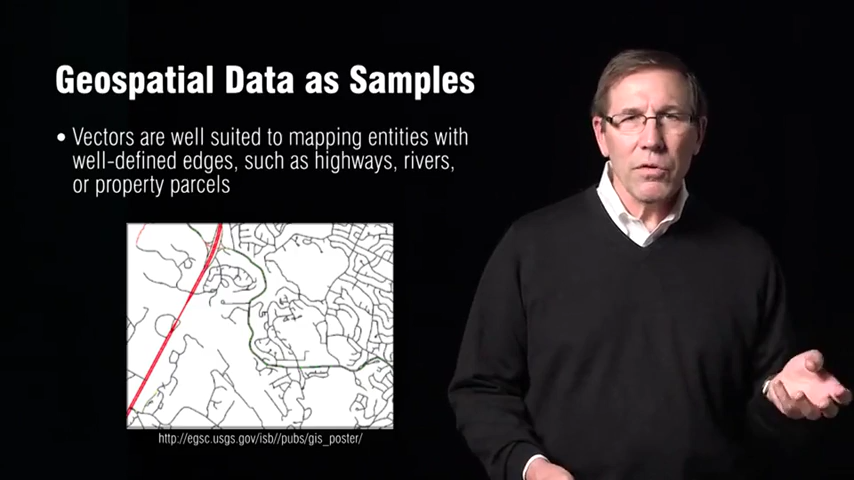 Geospatial Data as Samples
• Vectors are well suited to mapping entities with
well-defined edges, such as highways, rivers,
or property parcels
http://egsc.usgs.gov/isb//pubs/gis_poster/